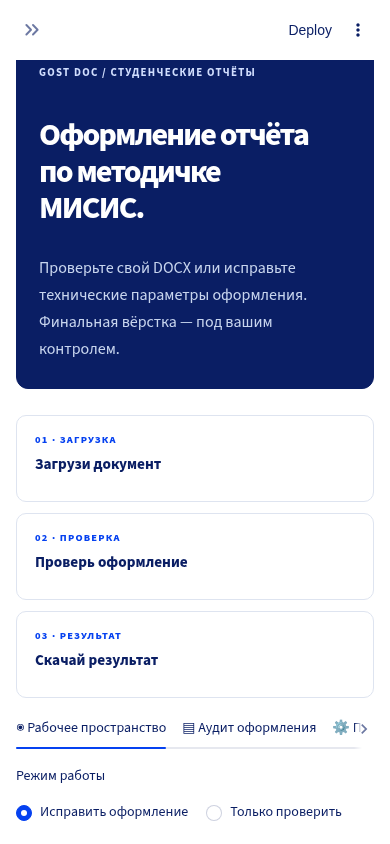 Deploy
GOST DOC / СТУДЕНЧЕСКИЕ ОТЧЁТЫ
Оформление отчёта
по методичке
МИСИС.
Проверьте свой DOCX или исправьте
технические параметры оформления.
Финальная вёрстка — под вашим
контролем.
01 · ЗАГРУЗКА
Загрузи документ
02 · ПРОВЕРКА
Проверь оформление
03 · РЕЗУЛЬТАТ
Скачай результат
Рабочее пространство Аудит оформления
Режим работы
Исправить оформление Только проверить